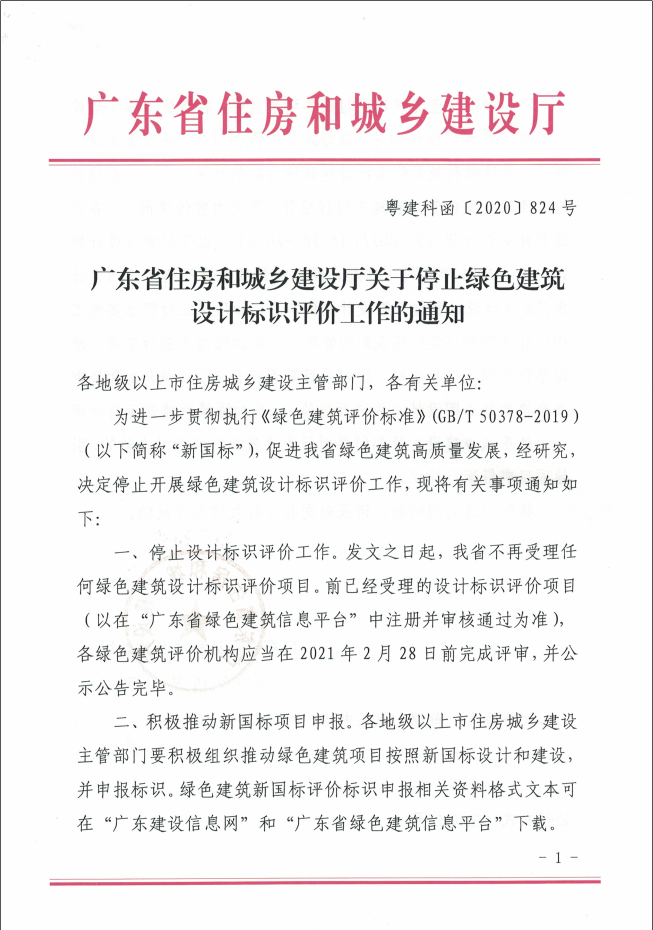 广东省住房和城乡建设厅
粤建科函〔2020〕824号
广东省住房和城乡建设厅关于停止绿色建筑
设计标识评价工作的通知
各地级以上市住房城乡建设主管部门，各有关单位：
为进一步贯彻执行《绿色建筑评价标准》(GB/T 50378-2019)
（以下简称“新国标”），促进我省绿色建筑高质量发展，经研究，
决定停止开展绿色建筑设计标识评价工作，现将有关事项通知如
下：
一、停止设计标识评价工作。发文之日起，我省不再受理任
何绿色建筑设计标识评价项目。前已经受理的设计标识评价项目
（以在“广东省绿色建筑信息平台”中注册并审核通过为准），
各绿色建筑评价机构应当在2021年2月28日前完成评审，并公
示公告完毕。
二、积极推动新国标项目申报。各地级以上市住房城乡建设
主管部门要积极组织推动绿色建筑项目按照新国标设计和建设，
并申报标识。绿色建筑新国标评价标识申报相关资料格式文本可
在“广东建设信息网”和“广东省绿色建筑信息平台”下载。
- 1 -